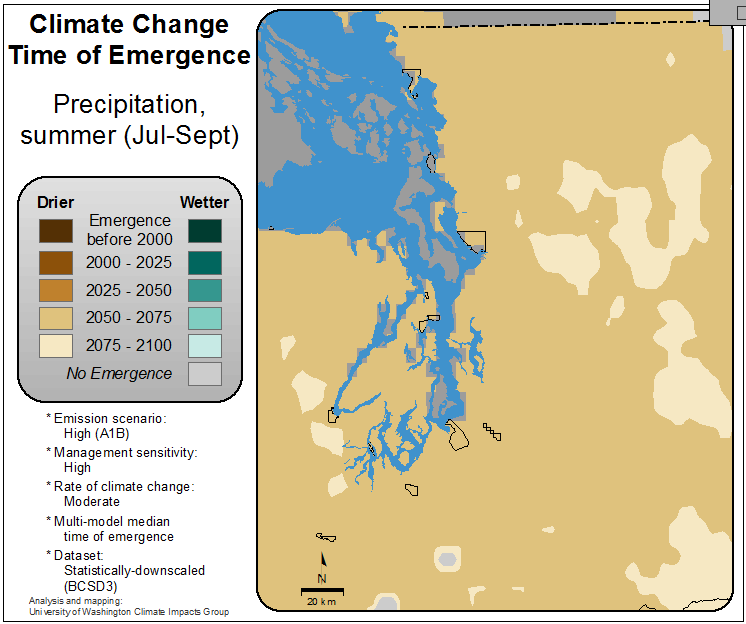 Climate Change
Time of Emergence
Precipitation,
summer (Jul-Sept)
Drier Wetter
Emergence
before 2000
2000 - 2025
2025 - 2050
2050 - 2075
2075 - 2100
No Emergence
* Emission scenario:
High (A1B)
* Management sensitivity:
High
* Rate of climate change:
Moderate
* Multi-model median
time of emergence
* Dataset:
Statistically-downscaled
(BCSD3)
Analysis and mapping:
University of Washington Climate Impacts Group
N
20 km